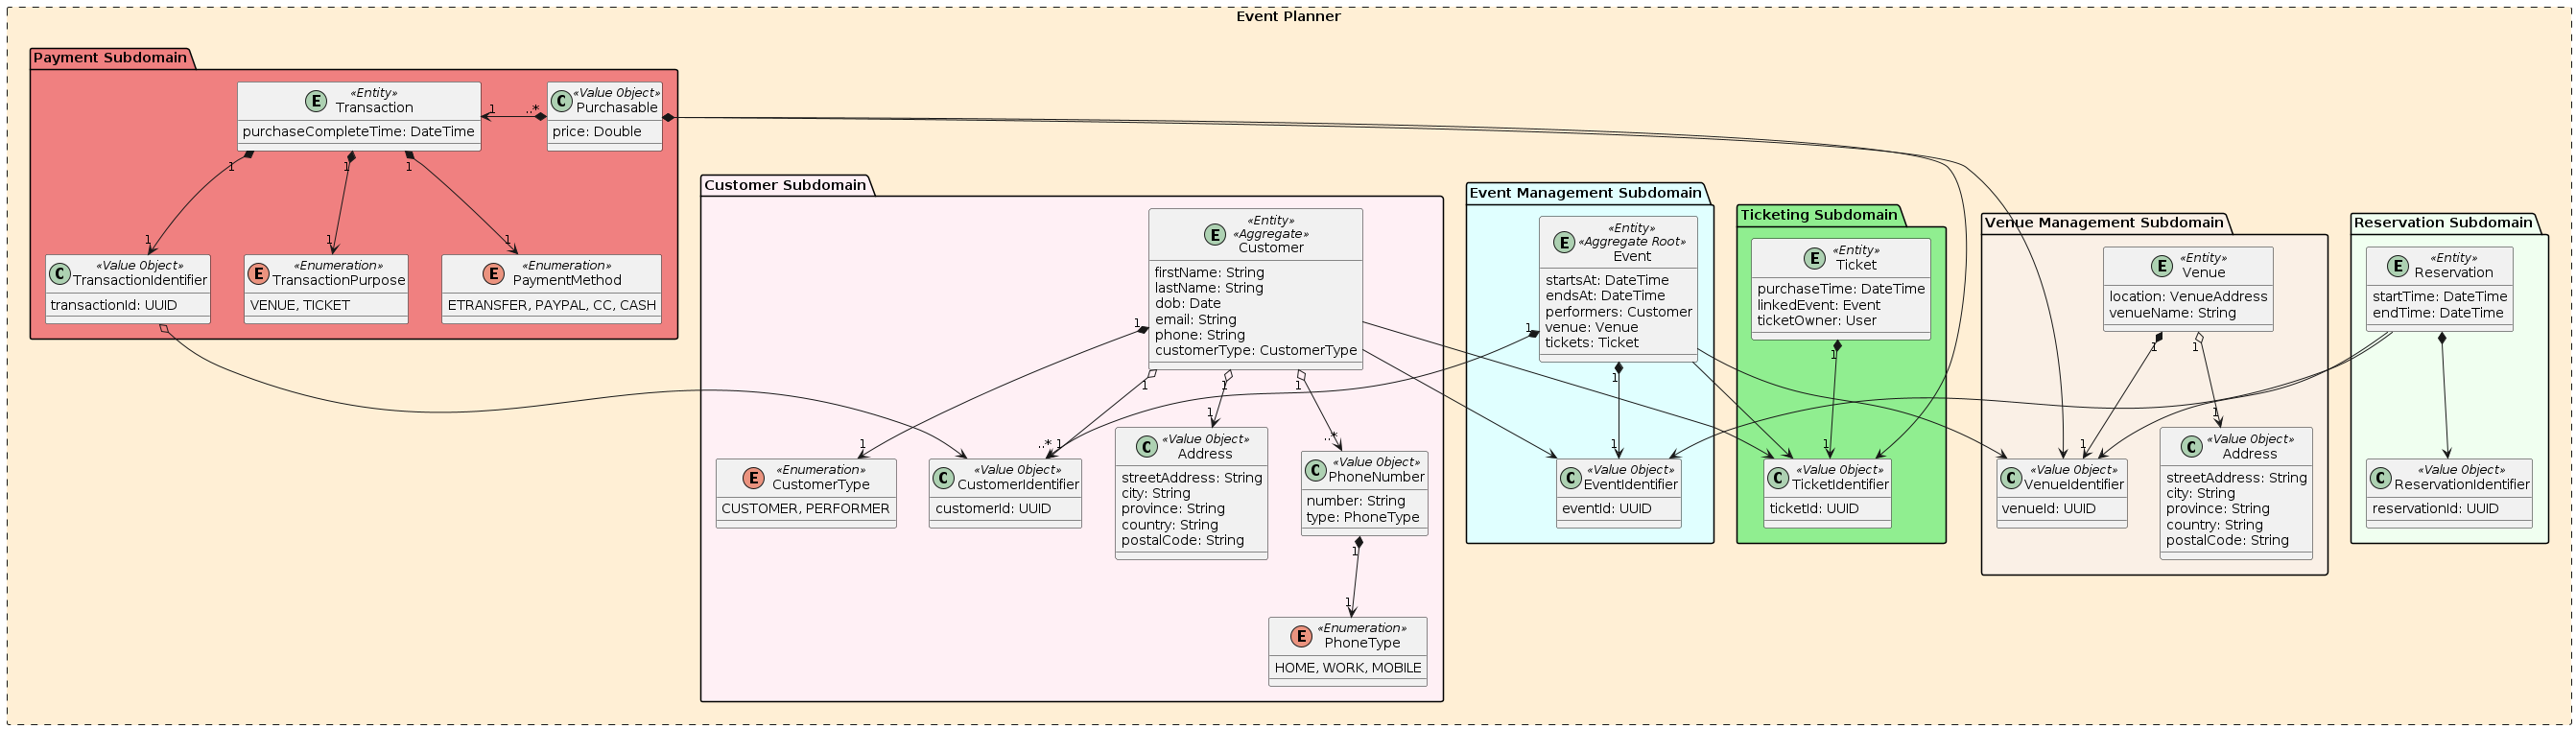 Event Planner
Payment Subdomain
«Entity»
E
Transaction
purchaseCompleteTime: DateTime
1
..*
«Value Object»
C
Purchasable
price: Double
1
1
1
1
1
1
«Value Object»
C
TransactionIdentifier
transactionId: UUID
«Enumeration»
E
TransactionPurpose
VENUE, TICKET
«Enumeration»
E
PaymentMethod
ETRANSFER, PAYPAL, CC, CASH
Customer Subdomain
«Entity»
«Aggregate»
E
Customer
firstName: String
lastName: String
dob: Date
email: String
phone: String
customerType: CustomerType
1
1
1
1
1
..*
1
1
..*
«Enumeration»
E
CustomerType
CUSTOMER, PERFORMER
«Value Object»
C
CustomerIdentifier
customerId: UUID
«Value Object»
C
Address
streetAddress: String
city: String
province: String
country: String
postalCode: String
«Value Object»
C
PhoneNumber
number: String
type: PhoneType
1
1
«Enumeration»
E
PhoneType
HOME, WORK, MOBILE
Event Management Subdomain
«Entity»
«Aggregate Root»
E
Event
startsAt: DateTime
endsAt: DateTime
performers: Customer
venue: Venue
tickets: Ticket
1
1
1
«Value Object»
C
EventIdentifier
eventId: UUID
Ticketing Subdomain
«Entity»
E
Ticket
purchaseTime: DateTime
linkedEvent: Event
ticketOwner: User
1
1
«Value Object»
C
TicketIdentifier
ticketId: UUID
Venue Management Subdomain
«Entity»
E
Venue
location: VenueAddress
venueName: String
1
1
1
1
«Value Object»
C
VenueIdentifier
venueId: UUID
«Value Object»
C
Address
streetAddress: String
city: String
province: String
country: String
postalCode: String
Reservation Subdomain
«Entity»
E
Reservation
startTime: DateTime
endTime: DateTime
«Value Object»
C
ReservationIdentifier
reservationId: UUID